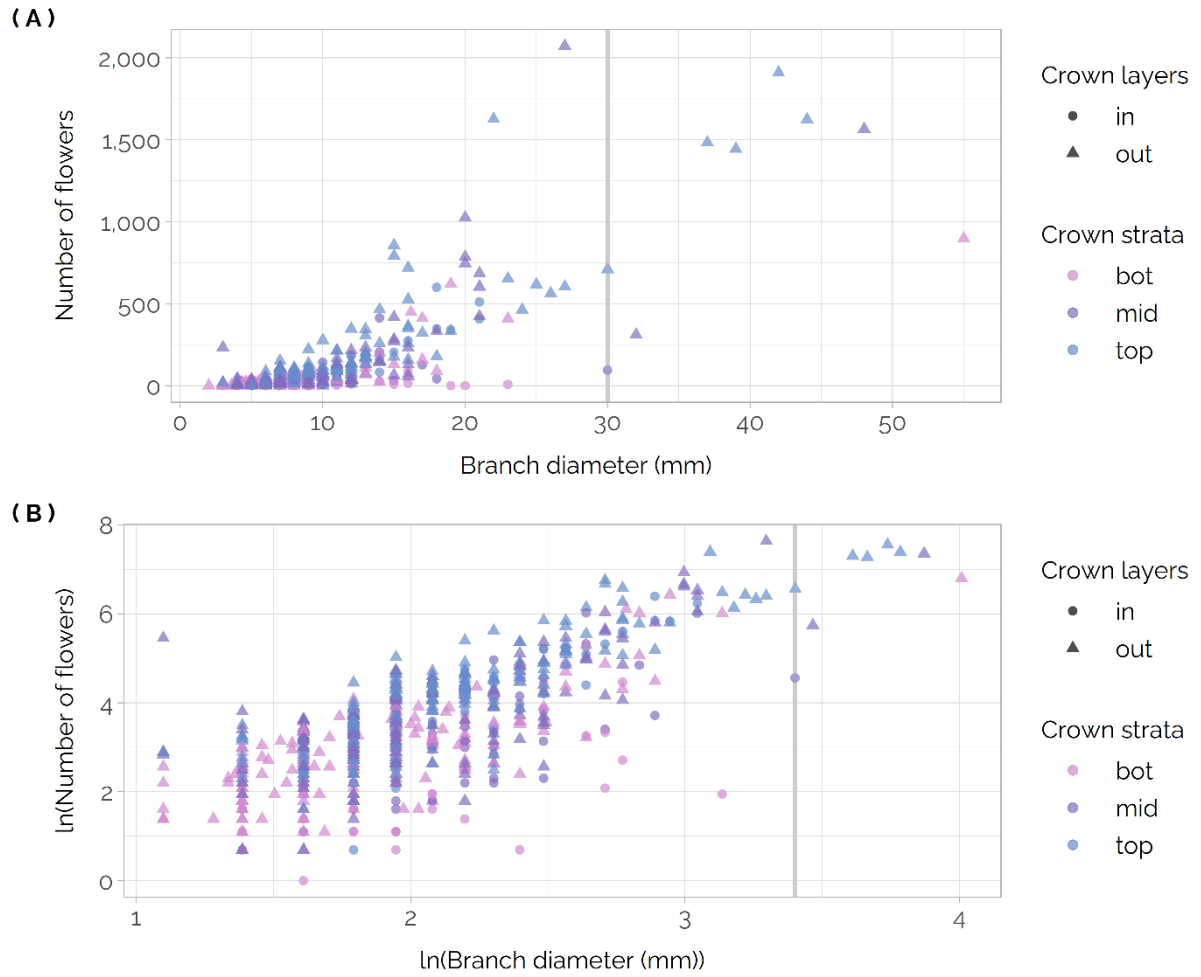 (A)
2,000
1,500
1,000
500
0
Number of flowers
0 10 20 30 40 50
Branch diameter (mm)
Crown layers
in
out
Crown strata
bot
mid
top
(B)
8
6
4
2
0
ln(Number of flowers)
1 2 3 4
ln(Branch diameter (mm))
Crown layers
in
out
Crown strata
bot
mid
top